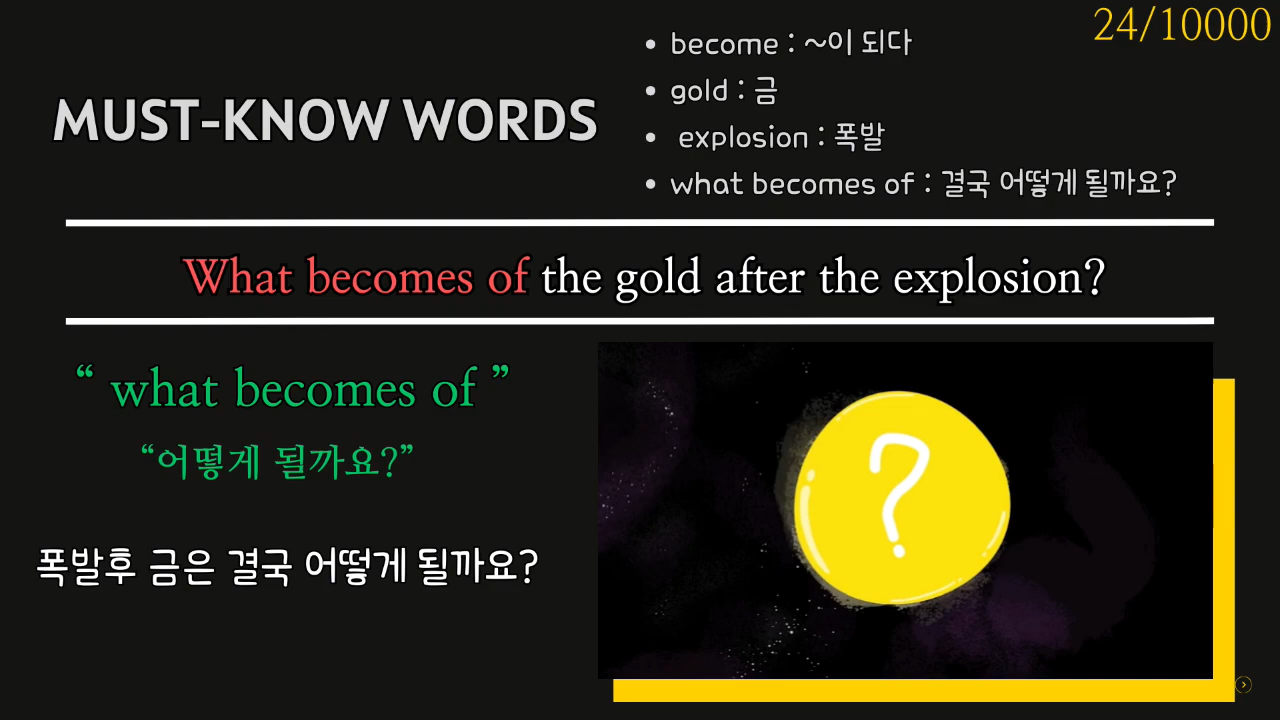 24/10000
MUST-KNOW WORDS
• become : ~이 되다
• gold : 금
• explosion : 폭발
• what becomes of : 결국 어떻게 될까요?
What becomes of the gold after the explosion?
“ what becomes of ”
“어떻게 될까요?”
폭발후 금은 결국 어떻게 될까요?
?